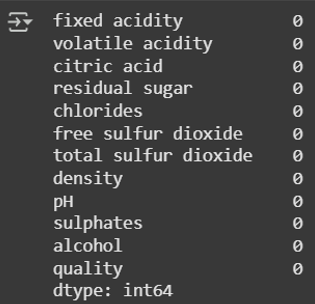 fixed acidity 0
volatile acidity 0
citric acid 0
residual sugar 0
chlorides 0
free sulfur dioxide 0
total sulfur dioxide 0
density 0
pH 0
sulphates 0
alcohol 0
quality 0
dtype: int64